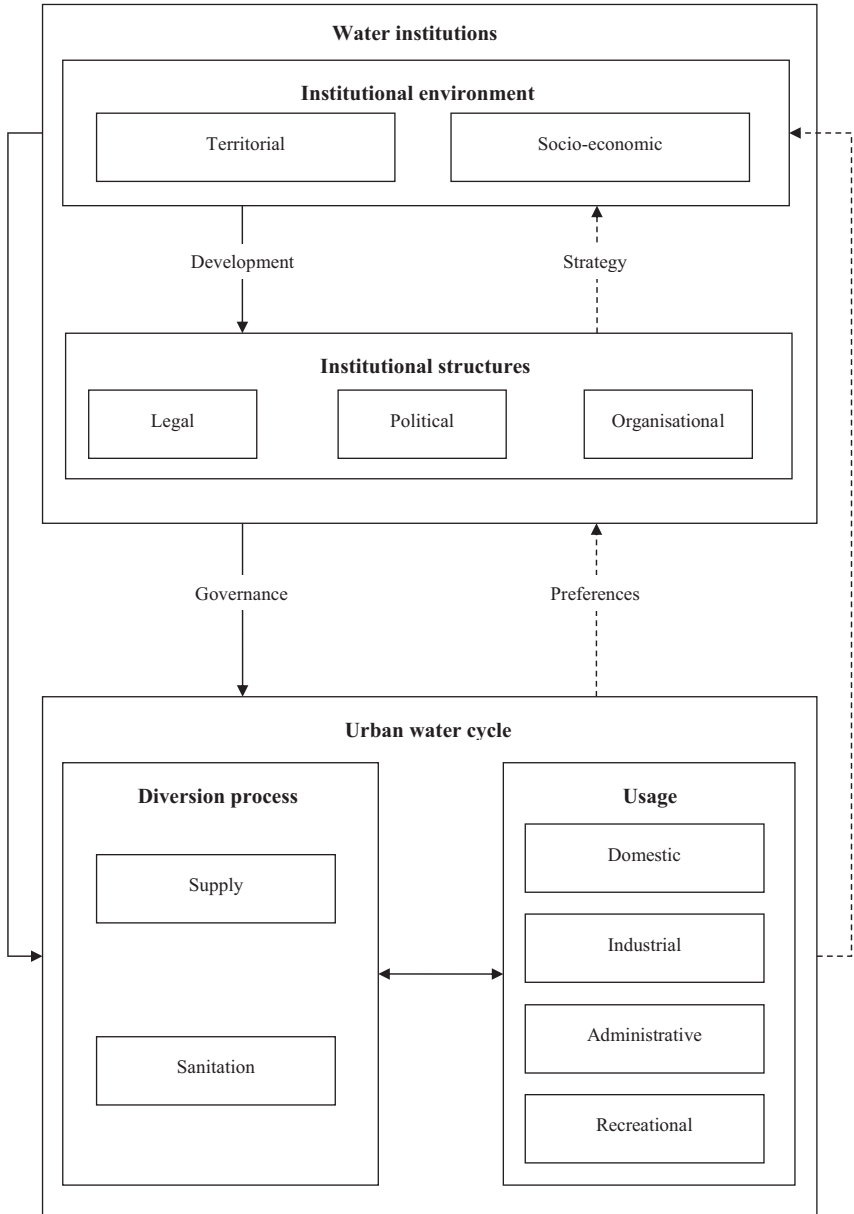 Water institutions
Institutional environment
Territorial
Socio-economic
Development
Strategy
Institutional structures
Legal
Political
Organisational
Governance
Preferences
Urban water cycle
Diversion process
Usage
Supply
Sanitation
Domestic
Industrial
Administrative
Recreational